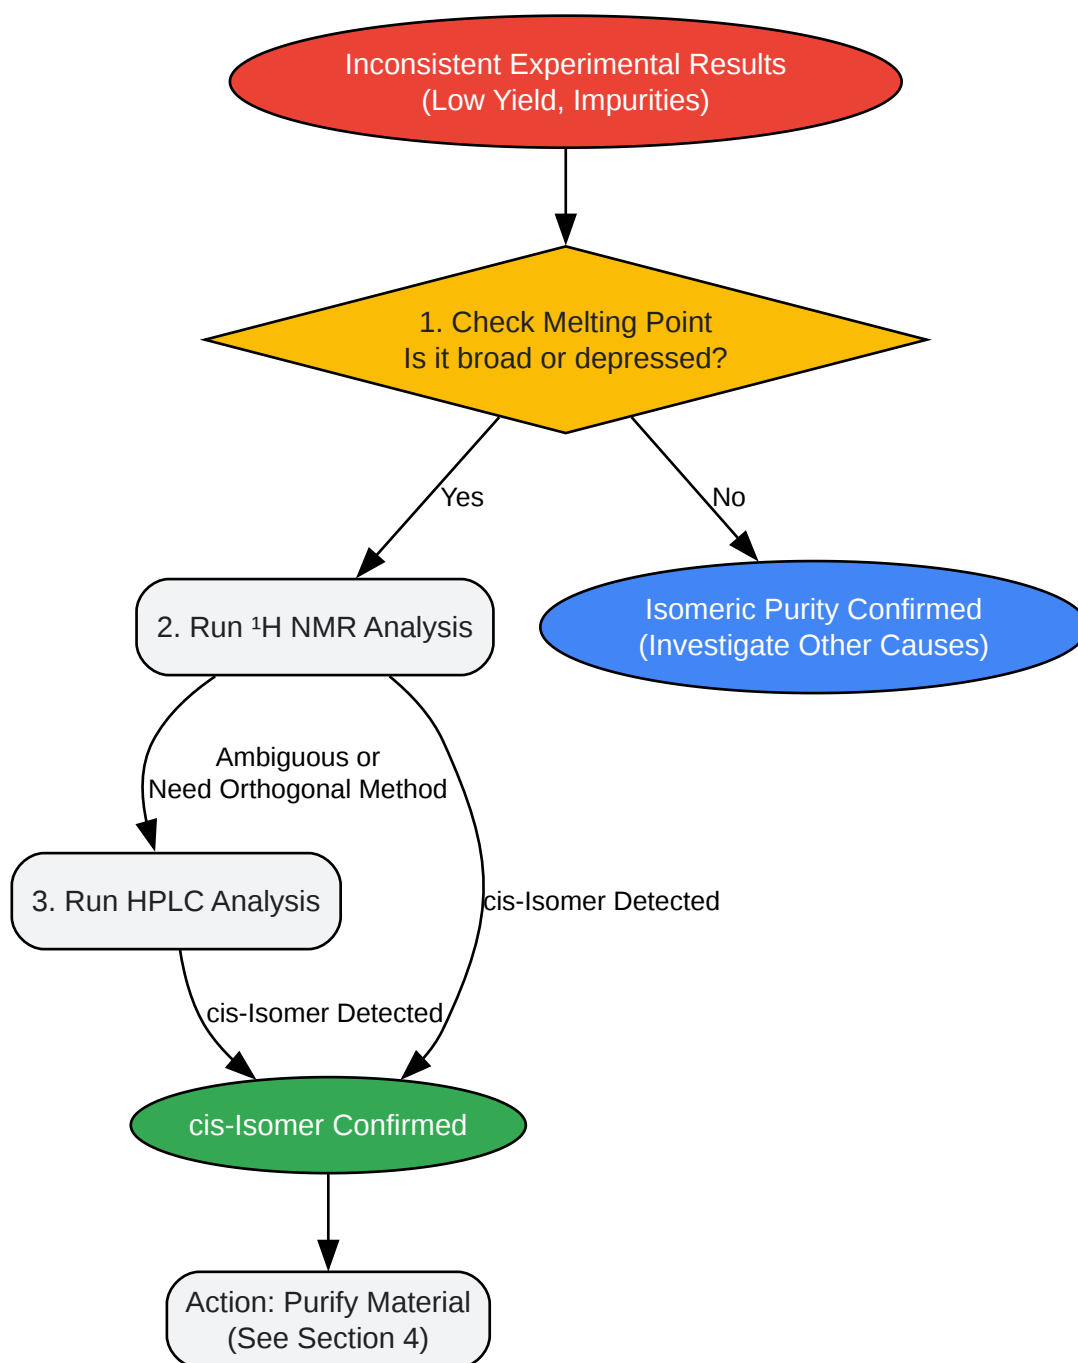 Inconsistent Experimental Results
(Low Yield, Impurities)
1. Check Melting Point
Is it broad or depressed?
Yes
No
2. Run ¹H NMR Analysis
Isomeric Purity Confirmed
(Investigate Other Causes)
Ambiguous or
Need Orthogonal Method
3. Run HPLC Analysis
cis-Isomer Detected
cis-Isomer Detected
cis-Isomer Confirmed
Action: Purify Material
(See Section 4)